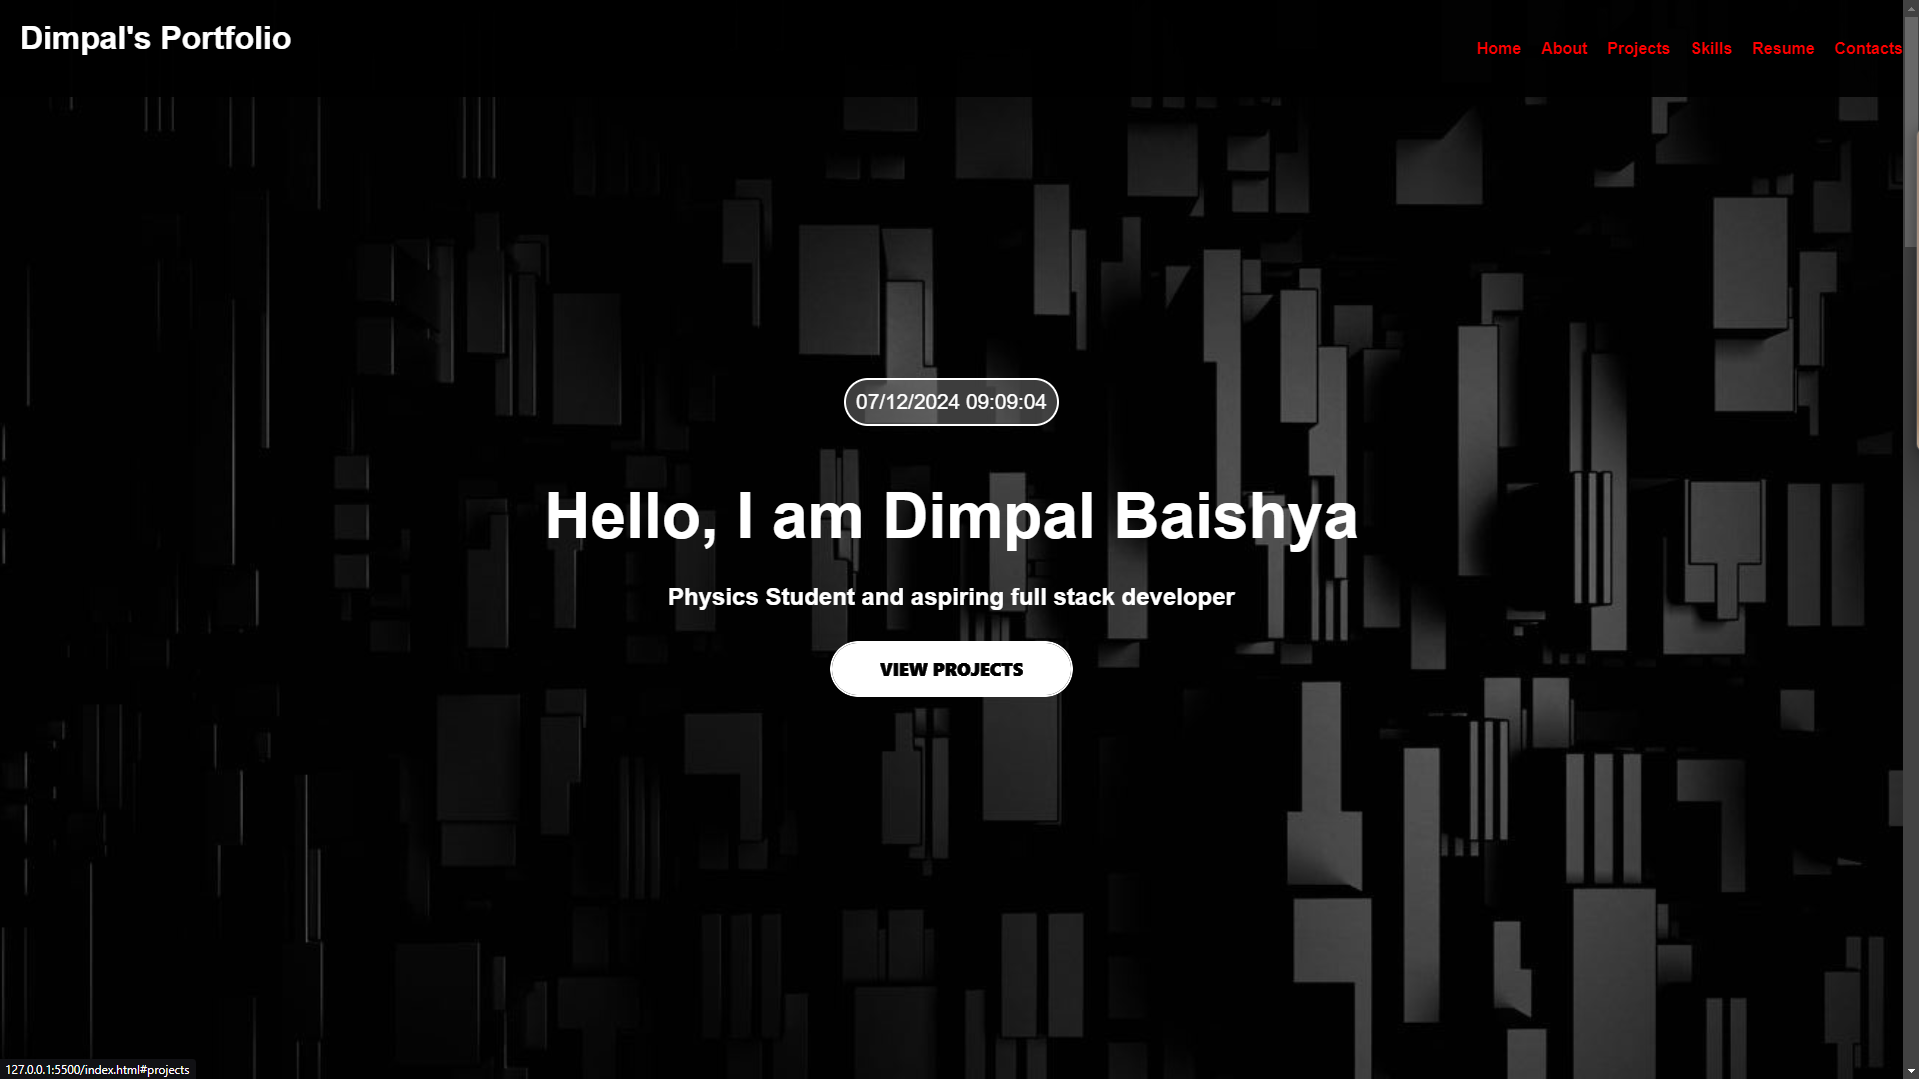 Dimpal's Portfolio
Home About Projects Skills Resume Contacts
07/12/2024 09:09:04
Hello, I am Dimpal Baishya
Physics Student and aspiring full stack developer
VIEW PROJECTS
127.0.0.1:5500/index.html#projects